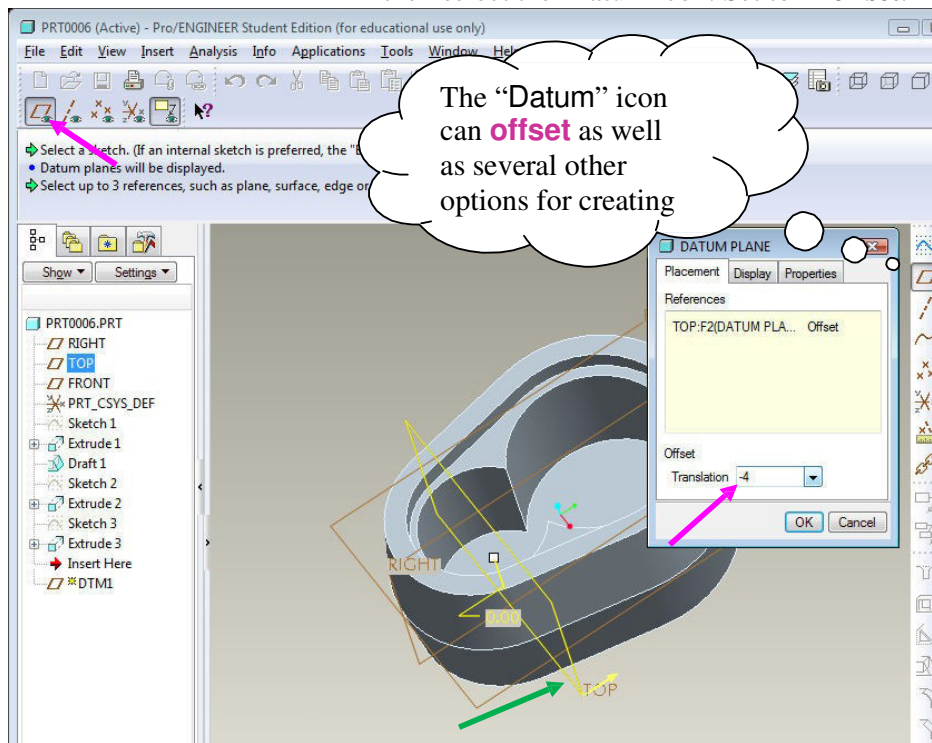 PRT0006 (Active) - Pro/ENGINEER Student Edition (for educational use only)
File Edit View Insert Analysis Info Applications Tools Window Help
The “Datum” icon
can offset as well
as several other
options for creating
Select a sketch. (If an internal sketch is preferred, the "
Datum planes will be displayed.
Select up to 3 references, such as plane, surface, edge or
Show Settings
PRT0006.PRT
RIGHT
TOP
FRONT
PRT_CSYS_DEF
Sketch 1
Extrude 1
Draft 1
Sketch 2
Extrude 2
Sketch 3
Extrude 3
Insert Here
DTM1
RIGHT
0.00
TOP
DATUM PLANE
Placement Display Properties
References
TOP:F2(DATUM PLA... Offset
Offset
Translation -4
OK Cancel